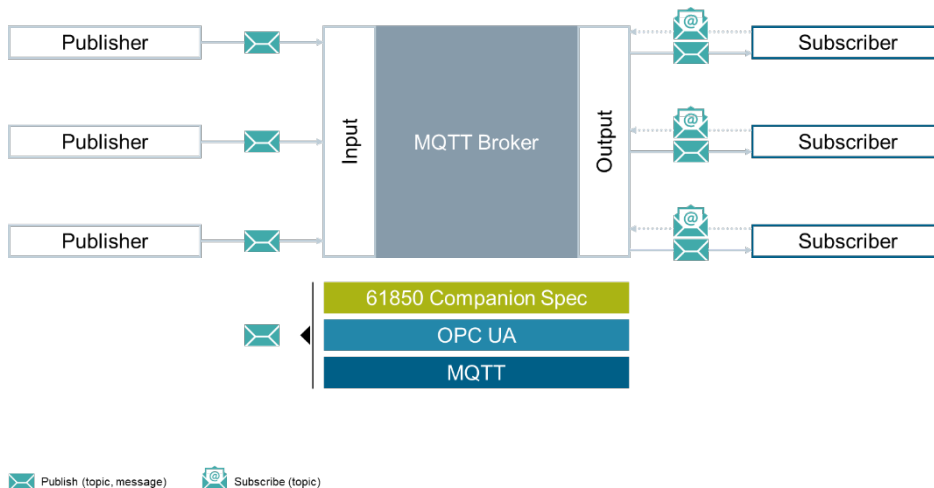 Publisher
Subscriber
Publisher
Input
MQTT Broker
Output
Subscriber
Publisher
Subscriber
61850 Companion Spec
OPC UA
MQTT
Publish (topic, message)
Subscribe (topic)